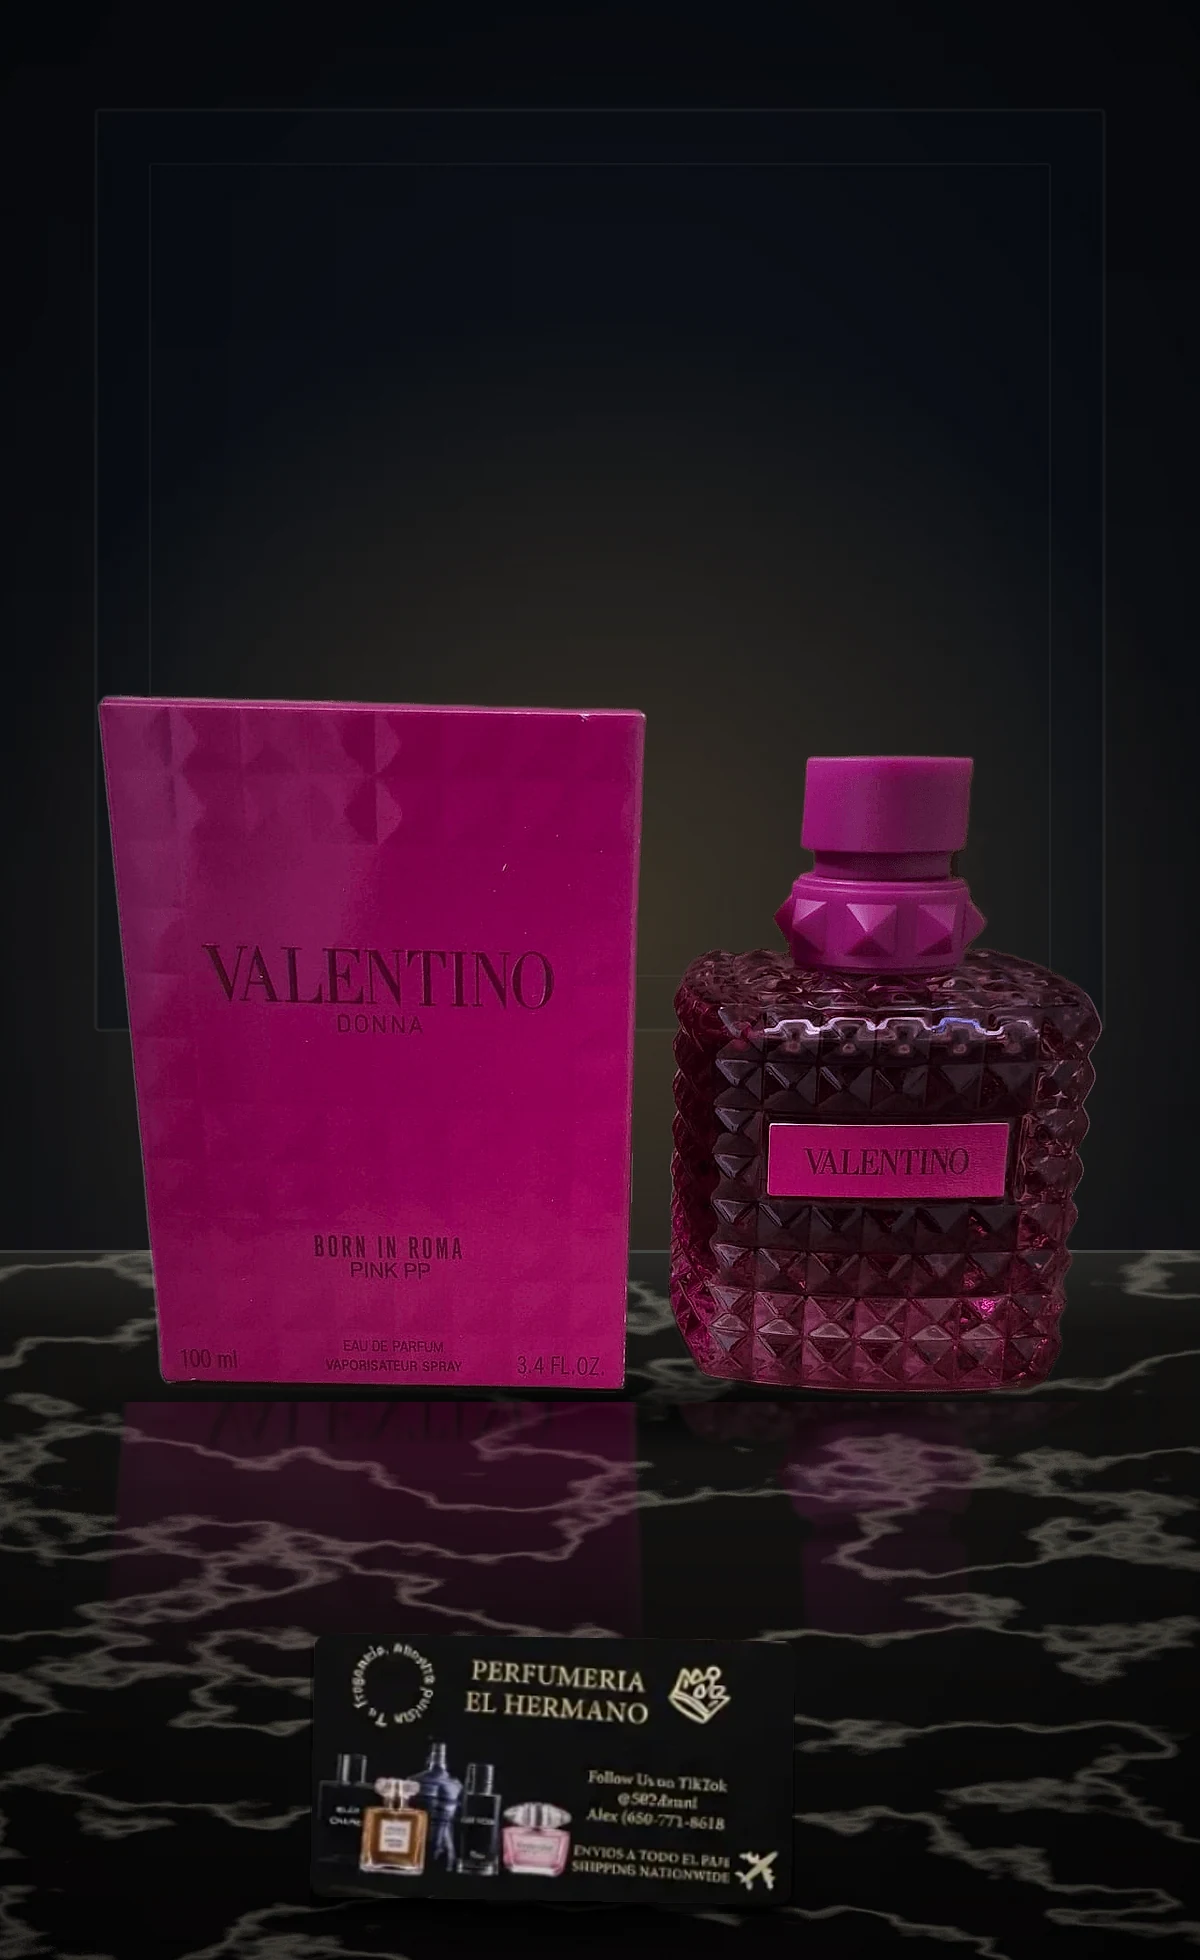 VALENTINO
DONNA
BORN IN ROMA
PINK PP
100 ml
EAU DE PARFUM
VAPORISATEUR SPRAY
3.4 FL.OZ.
VALENTINO
PERFUMERIA
EL HERMANO
Follow Us on TikTok
Alex (650-771-8618
ENVIOS A TODO EL PAIS
SHIPPING NATIONWIDE